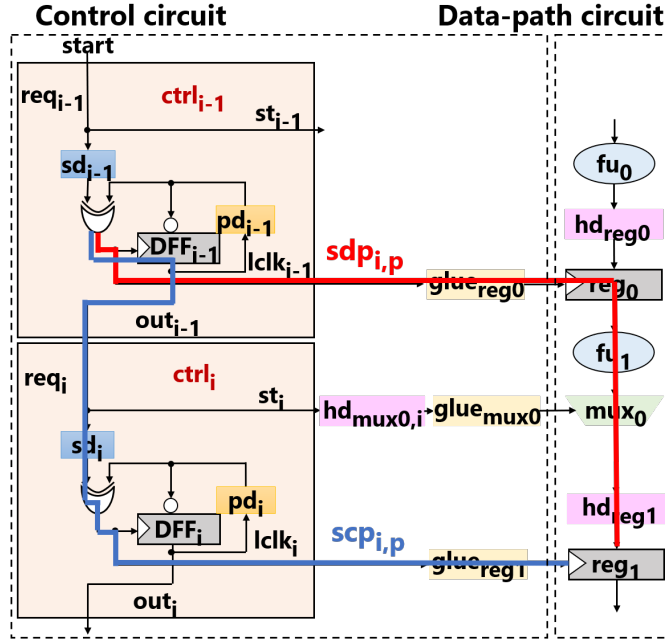 Control circuit
Data-path circuit
start
req i-1
ctrl i-1
st i-1
sd i-1
fu 0
pd i-1
hd reg0
DFF i-1
lclk i-1
sdp i,p
glue reg0
reg 0
out i-1
fu 1
req i
ctrl i
st i
hd mux0,i
glue mux0
mux 0
sd i
pd i
hd reg1
DFF i
lclk i
scp i,p
glue reg1
reg 1
out i